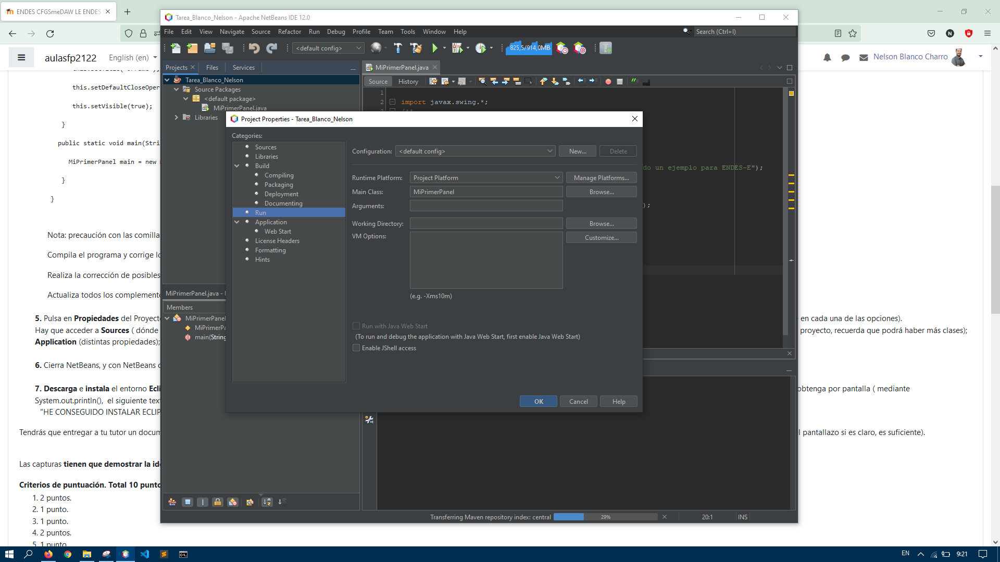 ENDES CFGSmeDAW LE ENDES
aulasfp2122
English (en)
Nelson Blanco Charro
this.setDefaultCloseOper
this.setVisible(true);
}
public static void main(Stri
MiPrimerPanel main = new
}
}
Nota: precaución con las comilla
Compila el programa y corrige lo
Realiza la corrección de posibles
Actualiza todos los complemento
5. Pulsa en Propiedades del Proyecto
en cada una de las opciones).
Hay que acceder a Sources ( dónde
proyecto, recuerda que podrá haber más clases);
Application (distintas propiedades);
6. Cierra NetBeans, y con NetBeans
7. Descarga e instala el entorno Ecli
obtenga por pantalla ( mediante
System.out.println(), el siguiente text
"HE CONSEGUIDO INSTALAR ECLIP
Tendrás que entregar a tu tutor un docum
l pantallazo si es claro, es suficiente).
Las capturas tienen que demostrar la ide
Criterios de puntuación. Total 10 punto
1. 2 puntos.
2. 1 punto.
3. 1 punto.
4. 2 puntos.
5. 1 punto
Tarea_Blanco_Nelson - Apache NetBeans IDE 12.0
File Edit View Navigate Source Refactor Run Debug Profile Team Tools Window Help
Search (Ctrl+I)
<default config>
825,5/914,0MB
Projects Files Services
Tarea_Blanco_Nelson
Source Packages
<default package>
MiPrimerPanel.java
Libraries
MiPrimerPanel.java
Source History
1
2 import javax.swing.*;
3 /**
do un ejemplo para ENDES-E");
);
MiPrimerPanel.java -
Members
MiPrimerPanel
MiPrimerPa
main(String
Project Properties - Tarea_Blanco_Nelson
Categories:
Sources
Libraries
Build
Compiling
Packaging
Deployment
Documenting
Run
Application
Web Start
License Headers
Formatting
Hints
Configuration: <default config> New... Delete
Runtime Platform: Project Platform Manage Platforms...
Main Class: MiPrimerPanel Browse...
Arguments:
Working Directory: Browse...
VM Options: Customize...
(e.g. -Xms10m)
Run with Java Web Start
(To run and debug the application with Java Web Start, first enable Java Web Start)
Enable JShell access
OK Cancel Help
Transferring Maven repository index: central 29% 20:1 INS
EN 9:21